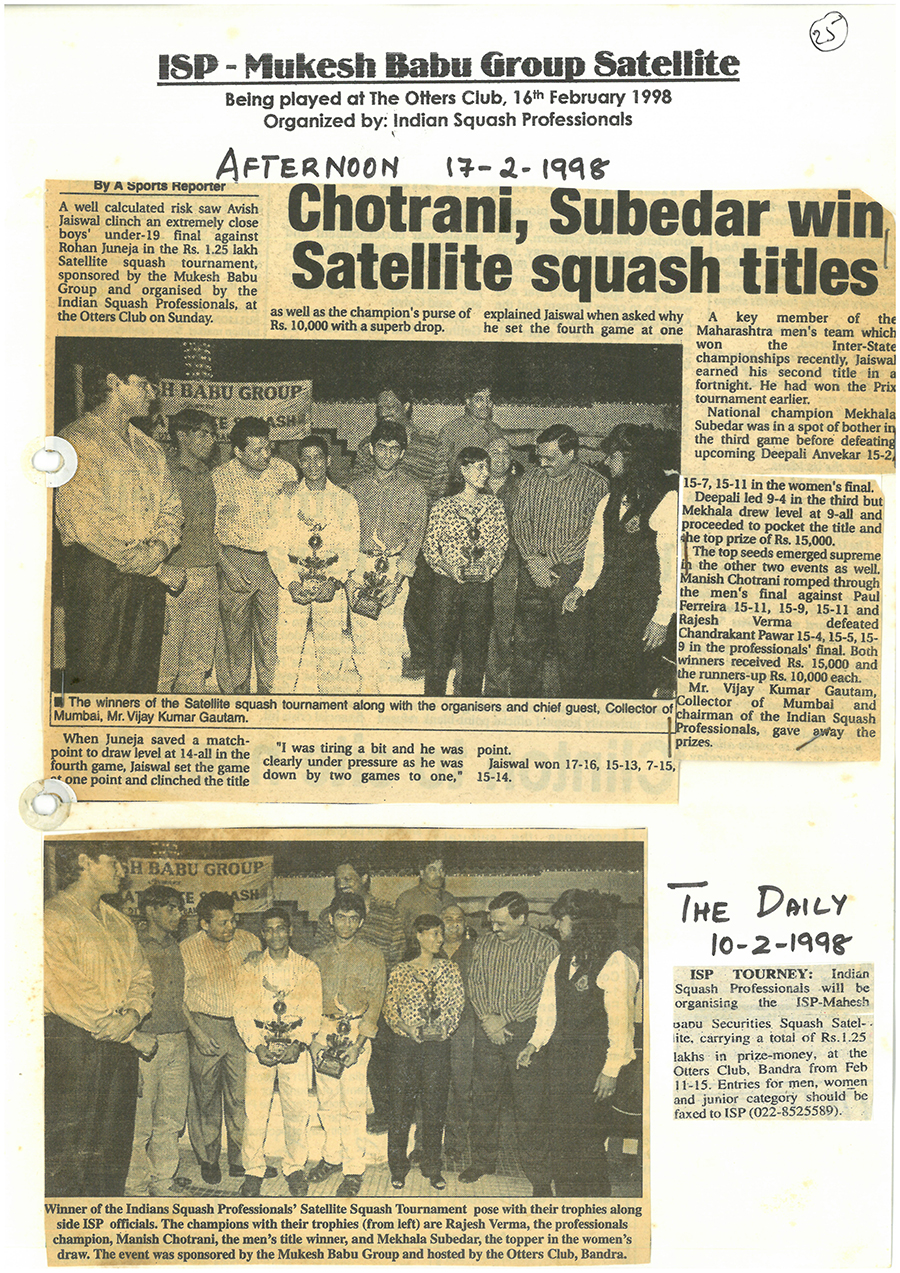 25
ISP - Mukesh Babu Group Satellite
Being played at The Otters Club, 16th February 1998
Organized by: Indian Squash Professionals
AFTERNOON 17-2-1998
By A Sports Reporter
Chotrani, Subedar win
Satellite squash titles
A well calculated risk saw Avish
Jaiswal clinch an extremely close
boys' under-19 final against
Rohan Juneja in the Rs. 1.25 lakh
Satellite squash tournament,
sponsored by the Mukesh Babu
Group and organised by the
Indian Squash Professionals, at
the Otters Club on Sunday.
When Juneja saved a match-
point to draw level at 14-all in the
fourth game, Jaiswal set the game
at one point and clinched the title
as well as the champion's purse of
Rs. 10,000 with a superb drop.
"I was tiring a bit and he was
clearly under pressure as he was
down by two games to one,"
explained Jaiswal when asked why
he set the fourth game at one
point.
Jaiswal won 17-16, 15-13, 7-15,
15-14.
A key member of the
Maharashtra men's team which
won the Inter-State
championships recently, Jaiswal
earned his second title in a
fortnight. He had won the Prix
tournament earlier.
National champion Mekhala
Subedar was in a spot of bother in
the third game before defeating
upcoming Deepali Anvekar 15-2,
15-7, 15-11 in the women's final.
Deepali led 9-4 in the third but
Mekhala drew level at 9-all and
proceeded to pocket the title and
the top prize of Rs. 15,000.
The top seeds emerged supreme
in the other two events as well.
Manish Chotrani romped through
the men's final against Paul
Ferreira 15-11, 15-9, 15-11 and
Rajesh Verma defeated
Chandrakant Pawar 15-4, 15-5, 15-
9 in the professionals' final. Both
winners received Rs. 15,000 and
the runners-up Rs. 10,000 each.
Mr. Vijay Kumar Gautam,
Collector of Mumbai and
chairman of the Indian Squash
Professionals, gave away the
prizes.
SH BABU GROUP
The winners of the Satellite squash tournament along with the organisers and chief guest, Collector of
Mumbai, Mr. Vijay Kumar Gautam.
SH BABU GROUP
Winner of the Indians Squash Professionals' Satellite Squash Tournament pose with their trophies along
side ISP officials. The champions with their trophies (from left) are Rajesh Verma, the professionals
champion, Manish Chotrani, the men's title winner, and Mekhala Subedar, the topper in the women's
draw. The event was sponsored by the Mukesh Babu Group and hosted by the Otters Club, Bandra.
THE DAILY
10-2-1998
ISP TOURNEY: Indian
Squash Professionals will be
organising the ISP-Mahesh
Babu Securities Squash Satel-
lite, carrying a total of Rs.1.25
lakhs in prize-money, at the
Otters Club, Bandra from Feb
11-15. Entries for men, women
and junior category should be
faxed to ISP (022-8525589).